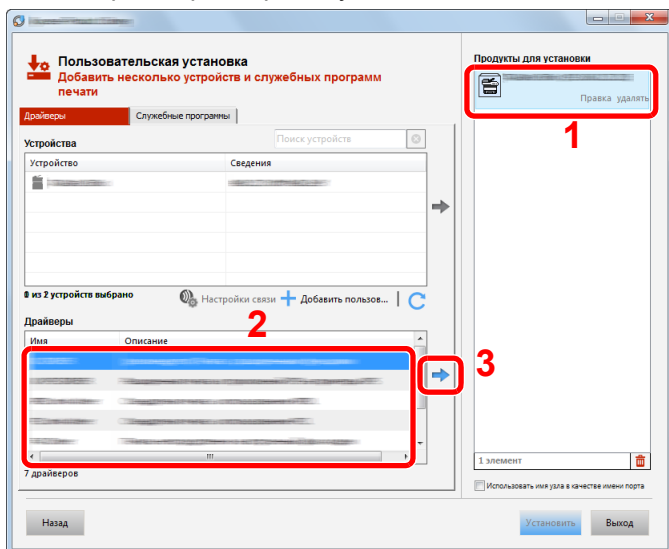 Пользовательская установка
Добавить несколько устройств и служебных программ
печати
Драйверы
Служебные программы
Устройства
Поиск устройств
Устройство
Сведения
0 из 2 устройств выбрано
Настройки связи
Добавить пользов...
2
Драйверы
Имя
Описание
3
7 драйверов
Продукты для установки
Правка удалять
1
1 элемент
Использовать имя узла в качестве имени порта
Назад
Установить
Выход